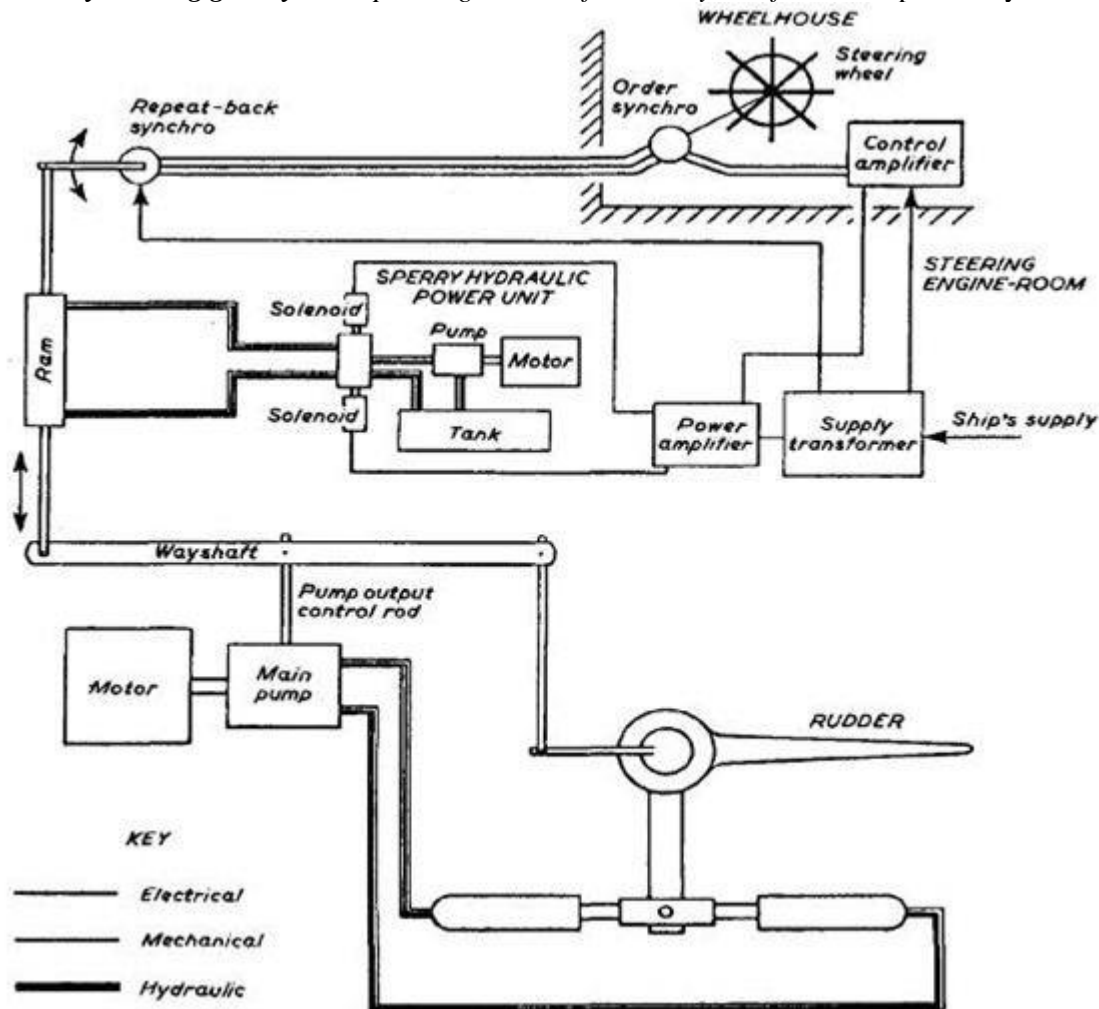 WHEELHOUSE
Steering
wheel
Order
synchro
Repeat-back
synchro
Control
amplifier
STEERING
ENGINE-ROOM
SPERRY HYDRAULIC
POWER UNIT
Solenoid
Pump
Motor
Ram
Solenoid
Tank
Power
amplifier
Supply
transformer
Ship's supply
Wayshaft
Pump output
control rod
Motor
Main
pump
RUDDER
KEY
Electrical
Mechanical
Hydraulic